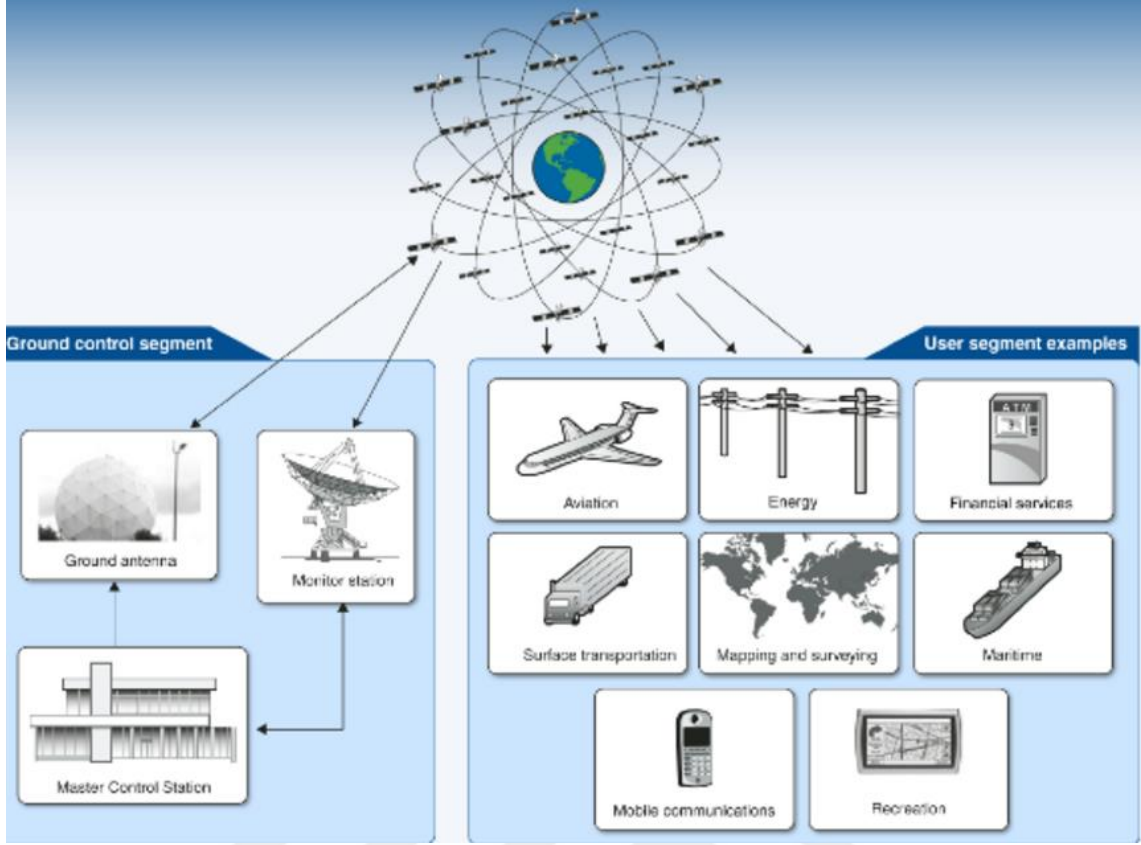 Ground control segment
User segment examples
Ground antenna
Monitor station
Master Control Station
Aviation
Energy
ATM
Financial services
Surface transportation
Mapping and surveying
Maritime
Mobile communications
Recreation